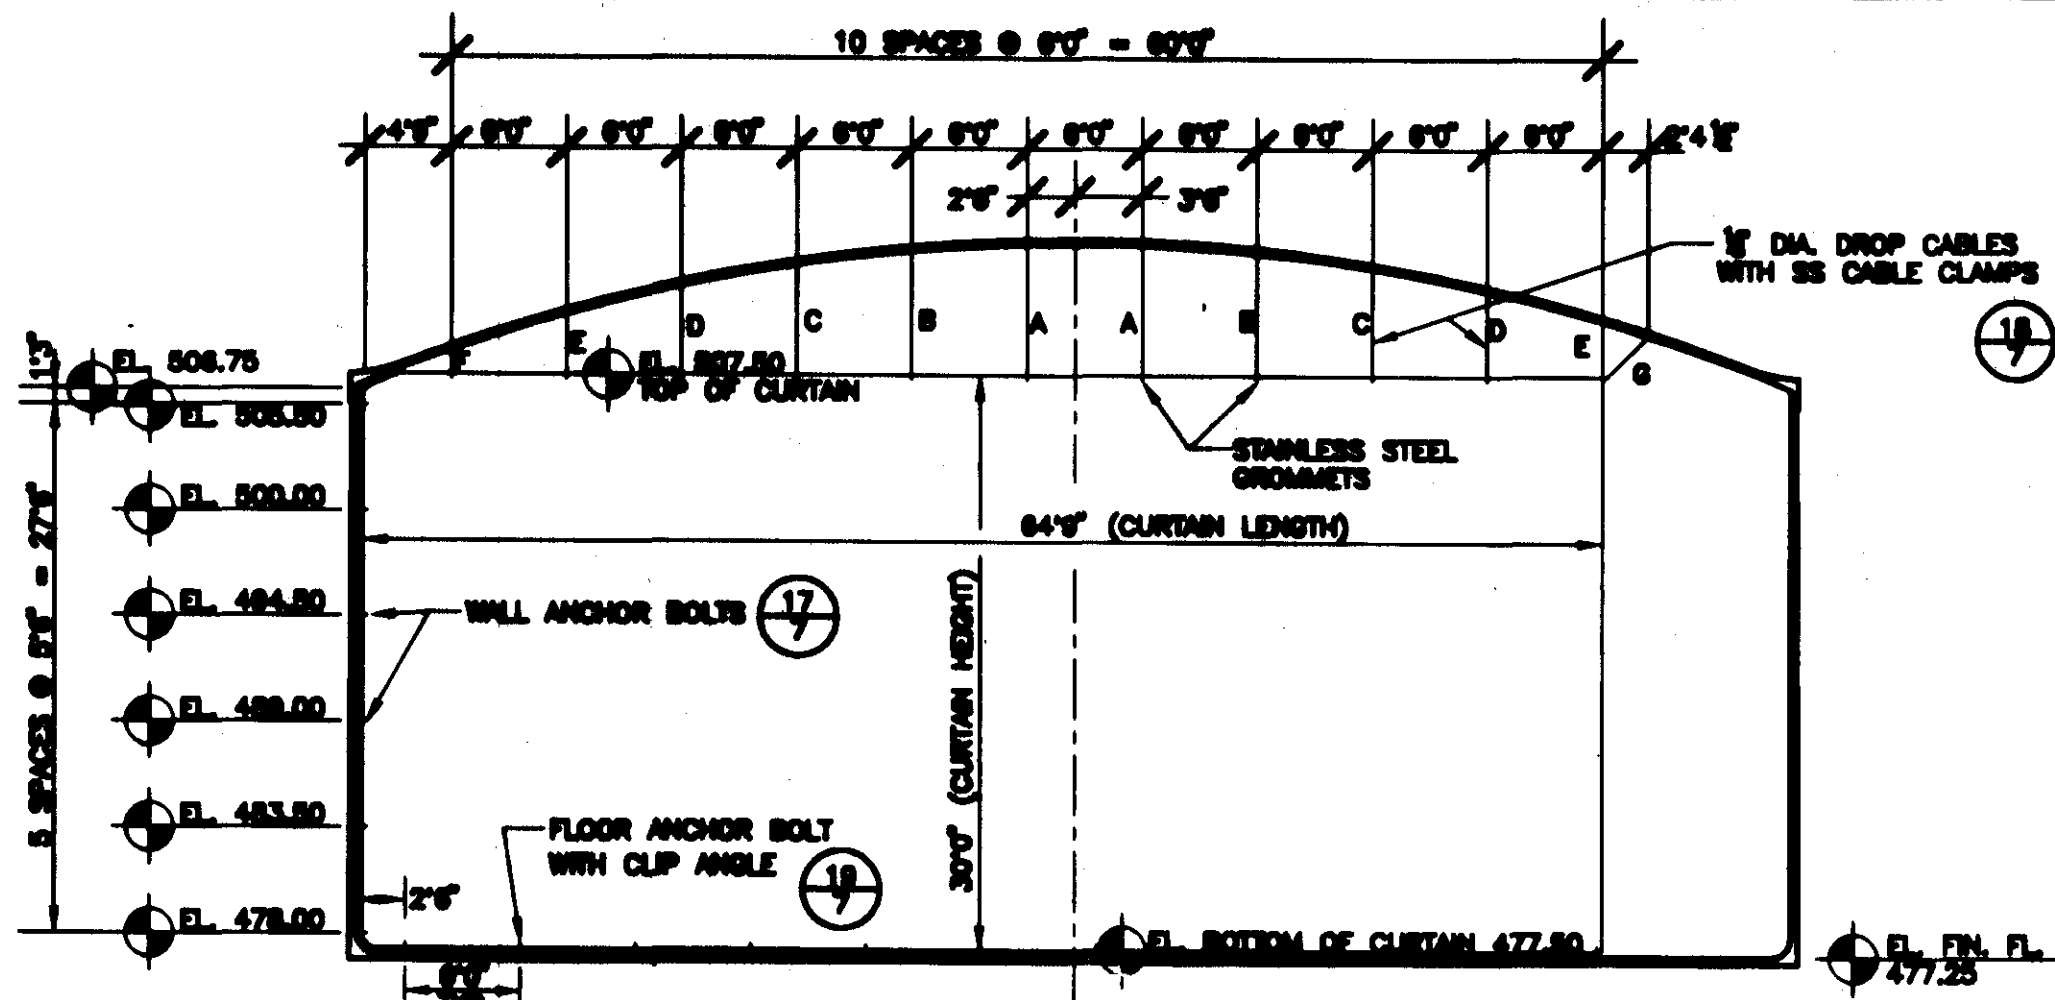 10 SPACES @ 6'0" = 60'0"
4'9" 6'0" 6'0" 6'0" 6'0" 6'0" 6'0" 6'0" 6'0" 6'0" 6'0" 2'4 ½"
2'6" 3'6"
DIA. DROP CABLES
WITH SS CABLE CLAMPS
18
7
F E D C B A A B C D E G
1'3"
EL. 506.75
EL. 507.50
TOP OF CURTAIN
EL. 505.50
STAINLESS STEEL
GROMMETS
EL. 500.00
64'9" (CURTAIN LENGTH)
5 SPACES @ 5'6" = 27'6"
EL. 494.50
WALL ANCHOR BOLTS
17
7
30'0" (CURTAIN HEIGHT)
EL. 489.00
EL. 483.50
FLOOR ANCHOR BOLT
WITH CLIP ANGLE
19
7
2'6"
EL. 478.00
EL. BOTTOM OF CURTAIN 477.50
EL. FIN. FL.
477.25
6'0"